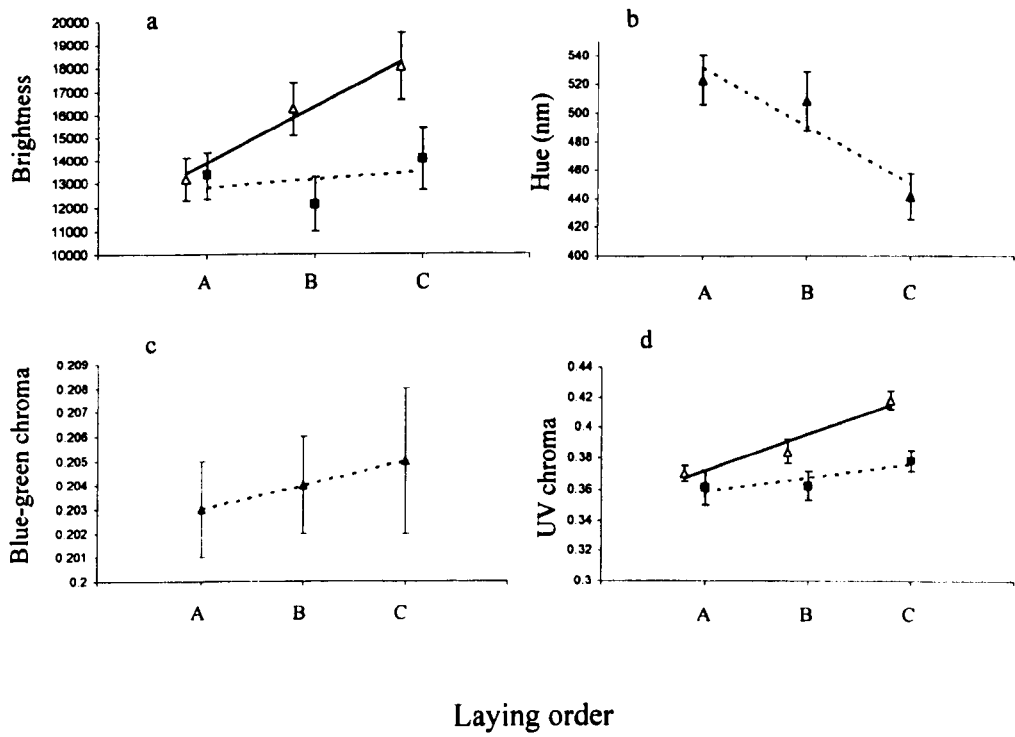 a
Brightness
20000
19000
18000
17000
16000
15000
14000
13000
12000
11000
10000
A B C
b
Hue (nm)
540
520
500
480
460
440
420
400
A B C
c
Blue-green chroma
0.209
0.208
0.207
0.206
0.205
0.204
0.203
0.202
0.201
0.2
A B C
d
UV chroma
0.44
0.42
0.4
0.38
0.36
0.34
0.32
0.3
A B C
Laying order